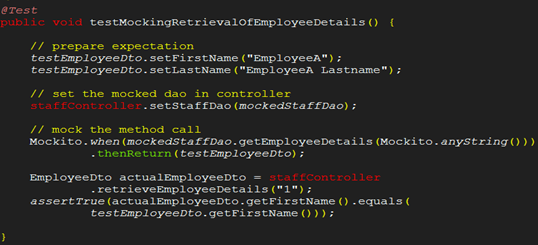 @Test
public void testMockingRetrievalOfEmployeeDetails() {
// prepare expectation
testEmployeeDto.setFirstName("EmployeeA");
testEmployeeDto.setLastName("EmployeeA Lastname");
// set the mocked dao in controller
staffController.setStaffDao(mockedStaffDao);
// mock the method call
Mockito.when(mockedStaffDao.getEmployeeDetails(Mockito.anyString()))
.thenReturn(testEmployeeDto);
EmployeeDto actualEmployeeDto = staffController
.retrieveEmployeeDetails("1");
assertTrue(actualEmployeeDto.getFirstName().equals(
testEmployeeDto.getFirstName()));
}